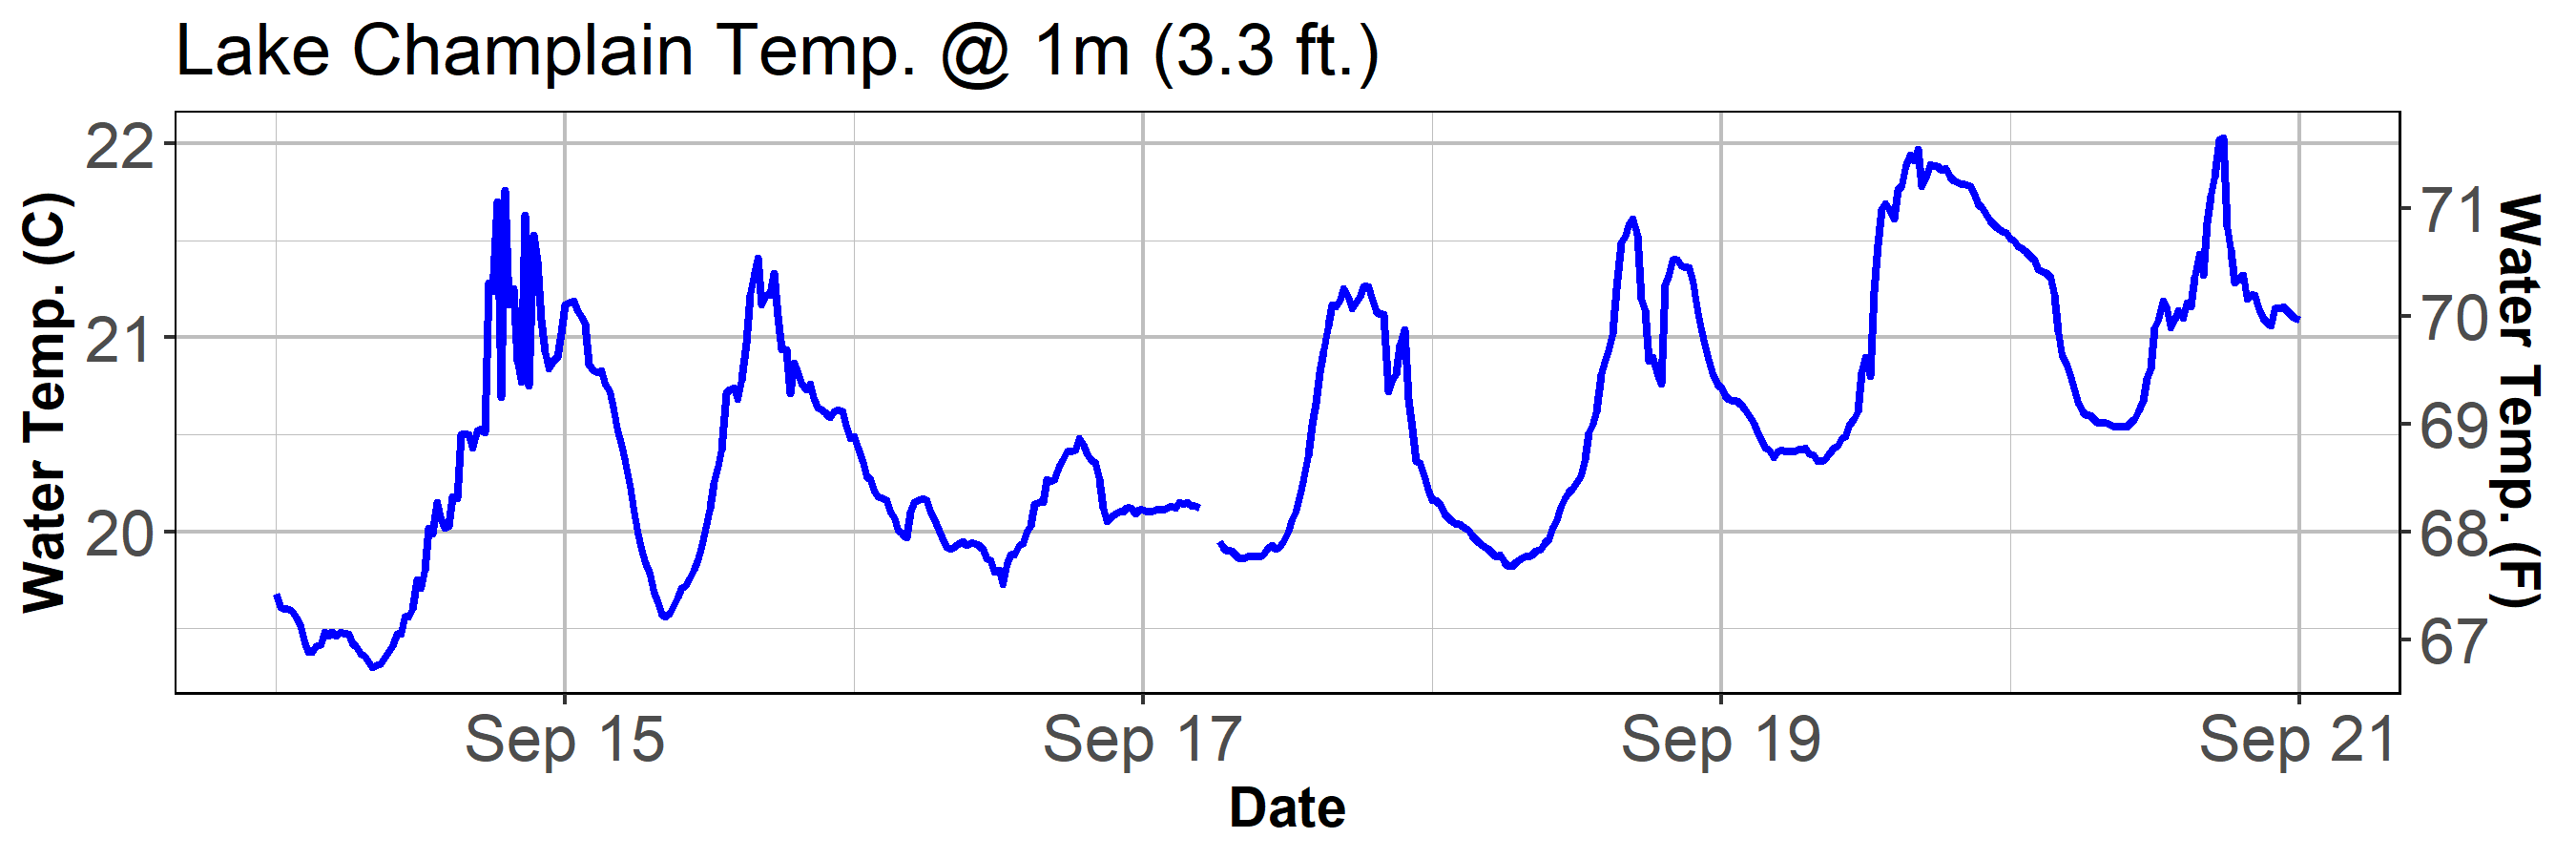 Lake Champlain Temp. @ 1m (3.3 ft.)
Water Temp. (C)
22
21
20
71
70
69
68
67
Water Temp. (F)
Sep 15 Sep 17 Sep 19 Sep 21
Date